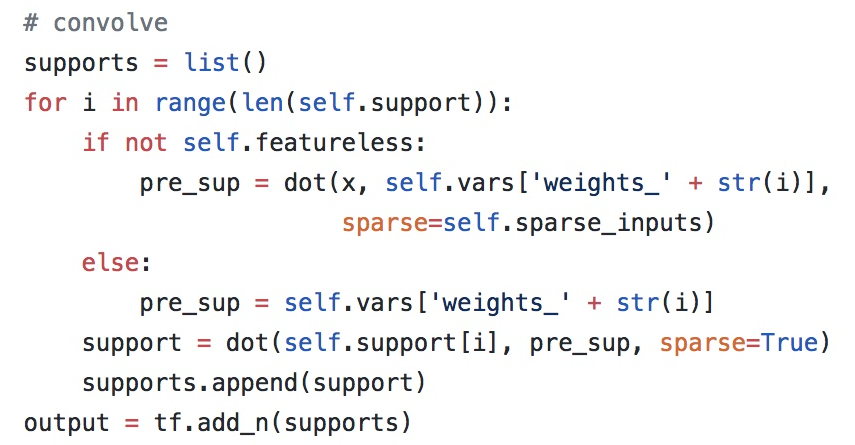 # convolve
supports = list()
for i in range(len(self.support)):
    if not self.featureless:
        pre_sup = dot(x, self.vars['weights_' + str(i)],
                      sparse=self.sparse_inputs)
    else:
        pre_sup = self.vars['weights_' + str(i)]
    support = dot(self.support[i], pre_sup, sparse=True)
    supports.append(support)
output = tf.add_n(supports)